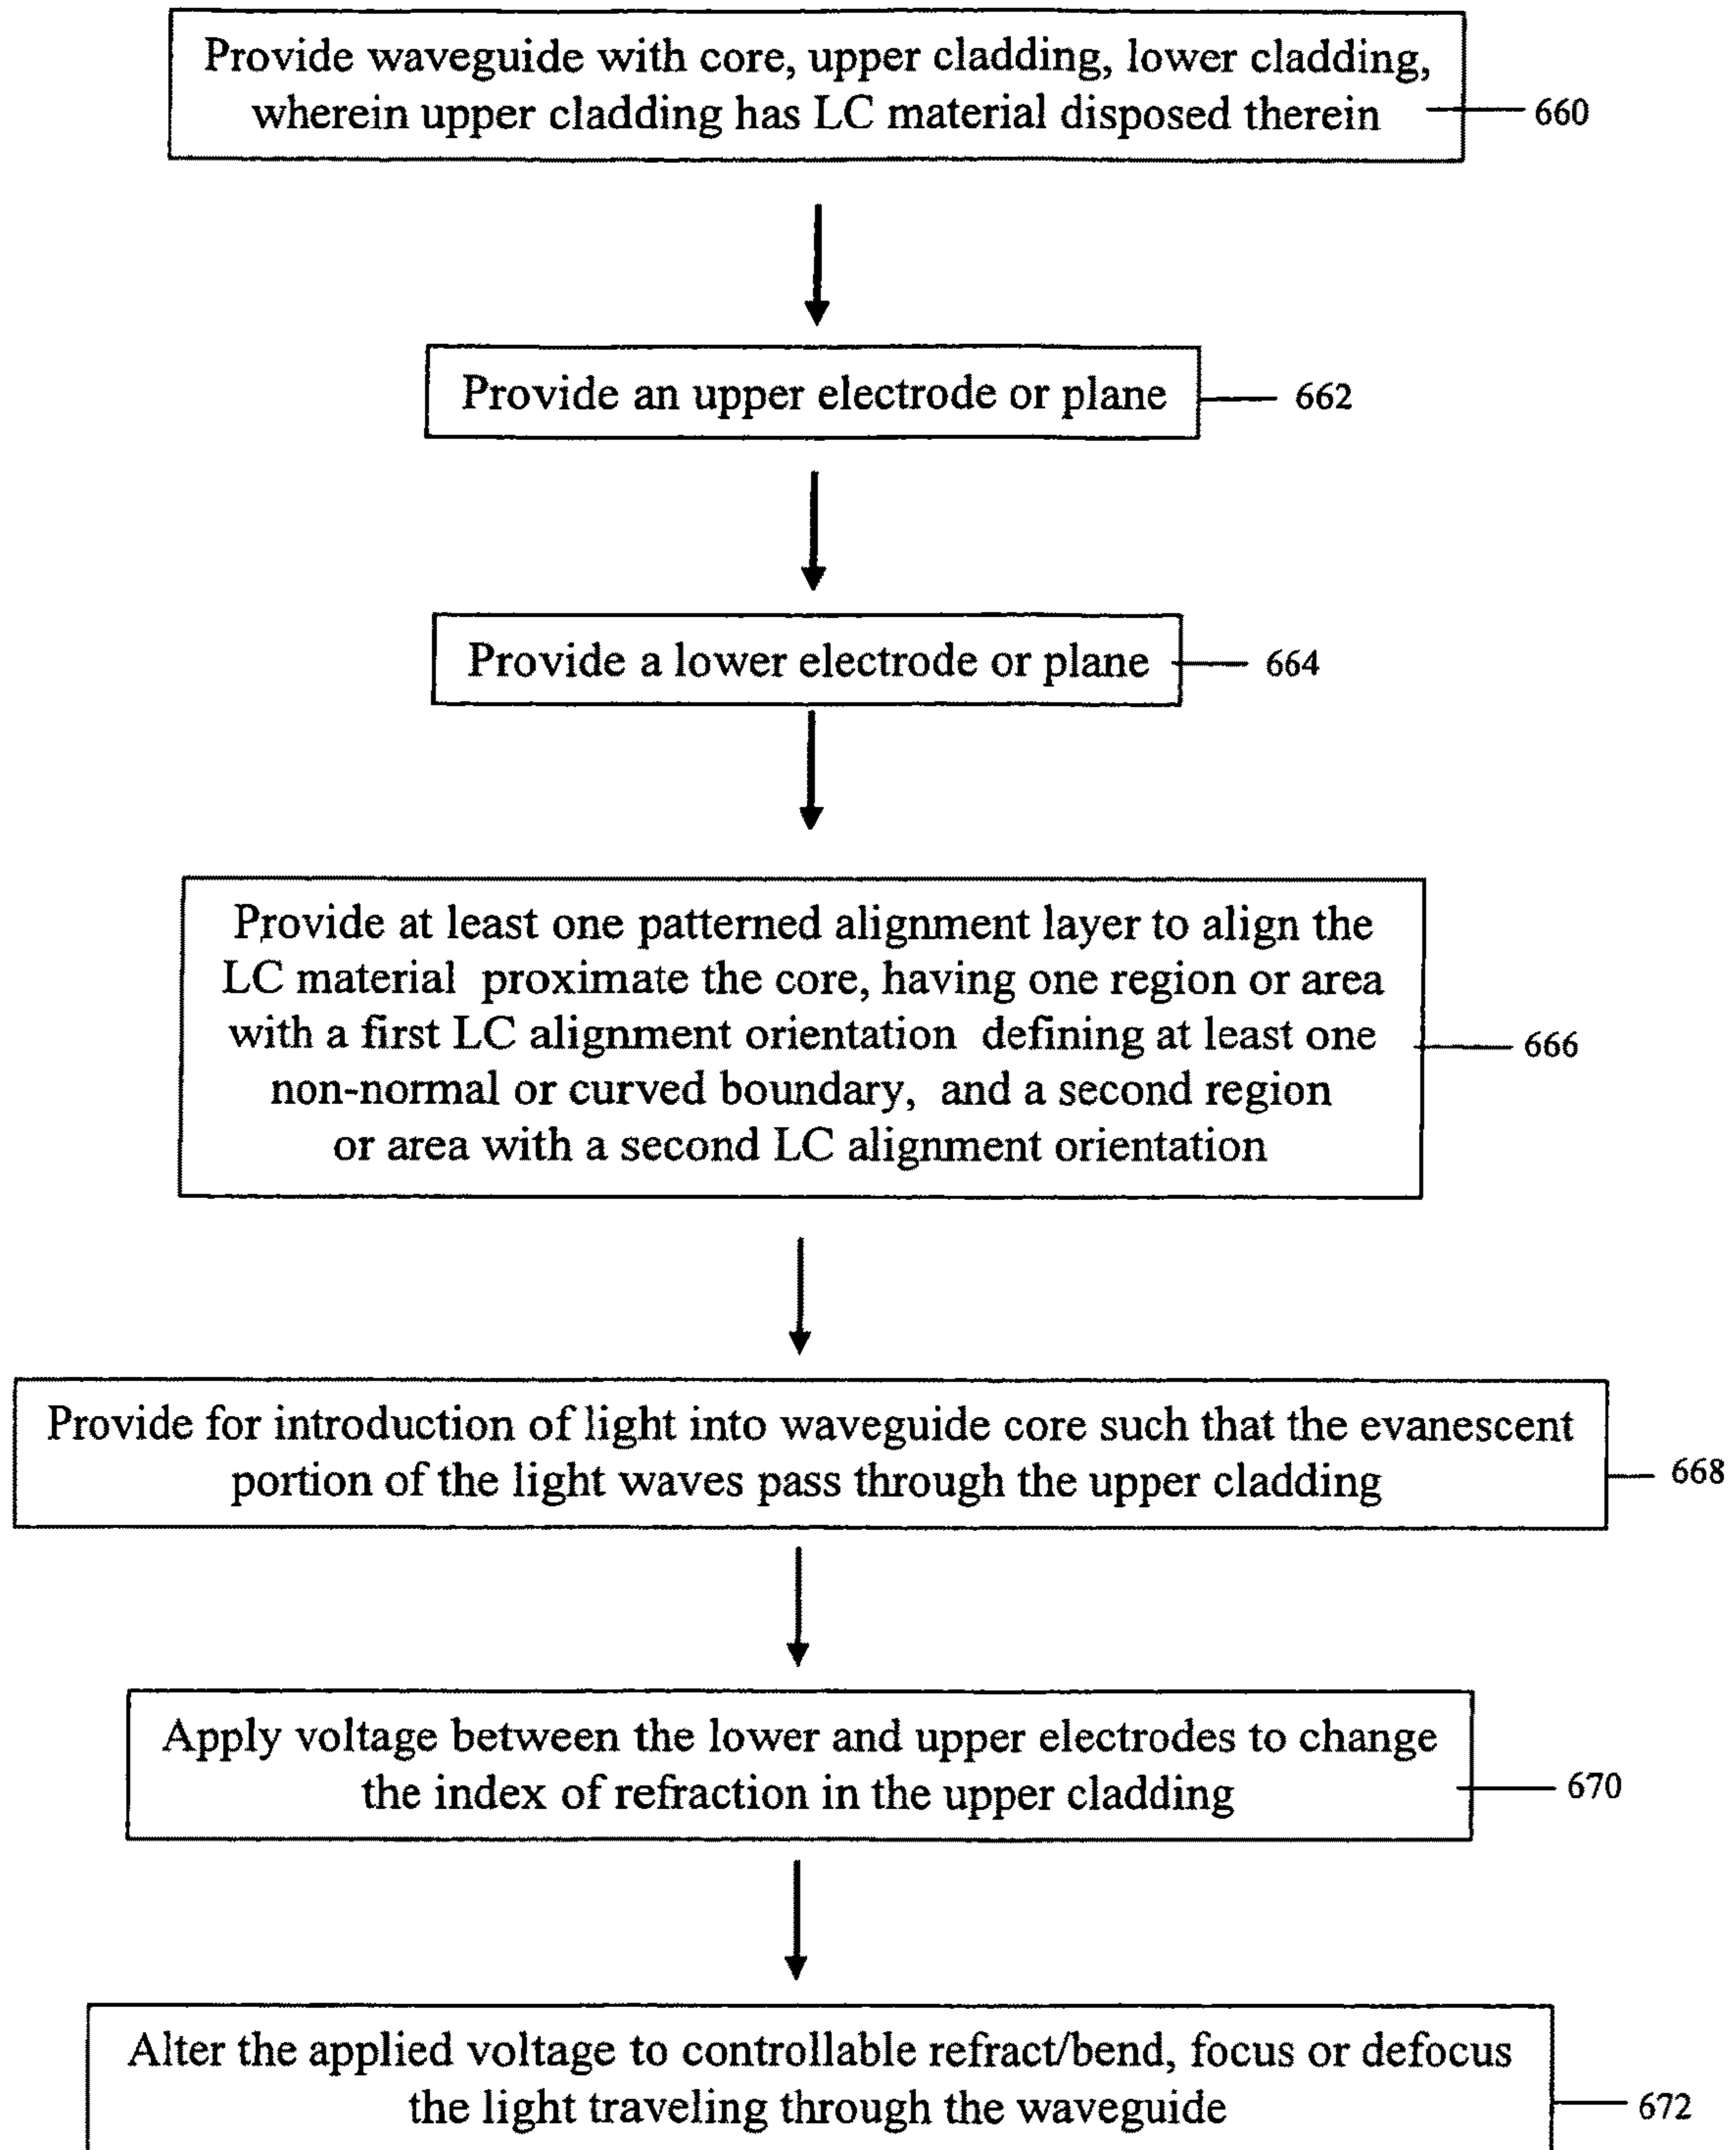 Provide waveguide with core, upper cladding, lower cladding,
wherein upper cladding has LC material disposed therein
660
Provide an upper electrode or plane
662
Provide a lower electrode or plane
664
Provide at least one patterned alignment layer to align the
LC material proximate the core, having one region or area
with a first LC alignment orientation defining at least one
non-normal or curved boundary, and a second region
or area with a second LC alignment orientation
666
Provide for introduction of light into waveguide core such that the evanescent
portion of the light waves pass through the upper cladding
668
Apply voltage between the lower and upper electrodes to change
the index of refraction in the upper cladding
670
Alter the applied voltage to controllable refract/bend, focus or defocus
the light traveling through the waveguide
672